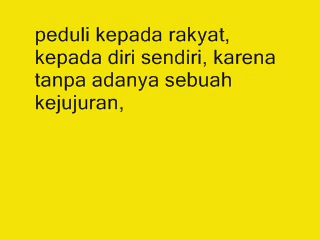 peduli kepada rakyat,
kepada diri sendiri, karena
tanpa adanya sebuah
kejujuran,